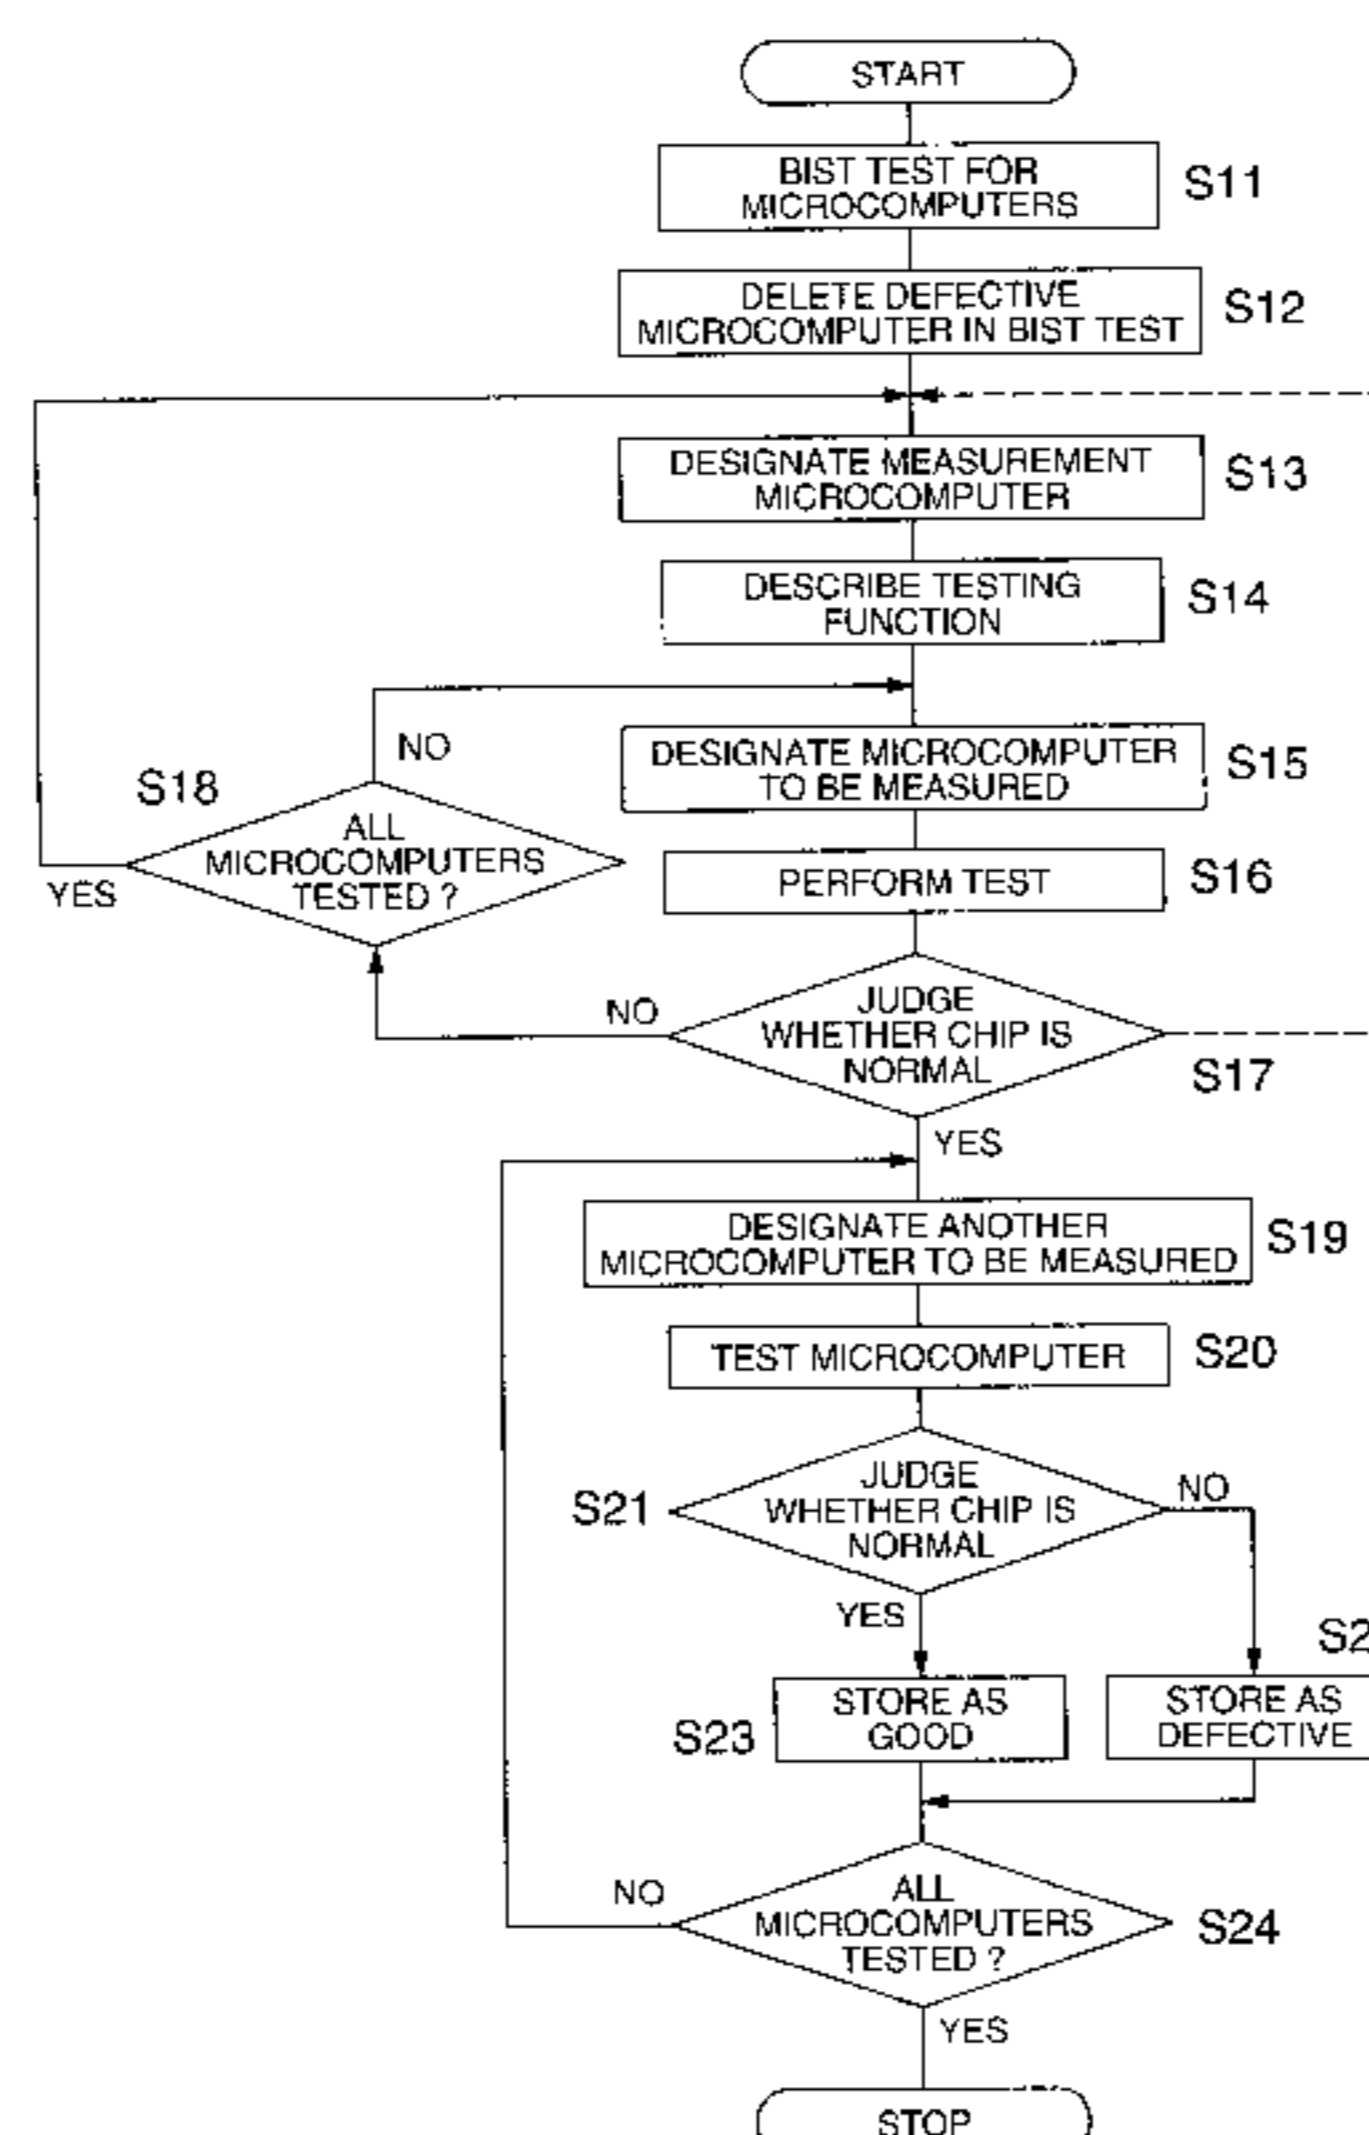 START
BIST TEST FOR
MICROCOMPUTERS
S11
DELETE DEFECTIVE
MICROCOMPUTER IN BIST TEST
S12
DESIGNATE MEASUREMENT
MICROCOMPUTER
S13
DESCRIBE TESTING
FUNCTION
S14
NO
DESIGNATE MICROCOMPUTER
TO BE MEASURED
S15
S18
ALL
MICROCOMPUTERS
TESTED ?
YES
PERFORM TEST
S16
NO
JUDGE
WHETHER CHIP IS
NORMAL
S17
YES
DESIGNATE ANOTHER
MICROCOMPUTER TO BE MEASURED
S19
TEST MICROCOMPUTER
S20
S21
JUDGE
WHETHER CHIP IS
NORMAL
NO
YES
S23
STORE AS
GOOD
STORE AS
DEFECTIVE
NO
ALL
MICROCOMPUTERS
TESTED ?
S24
YES
STOP